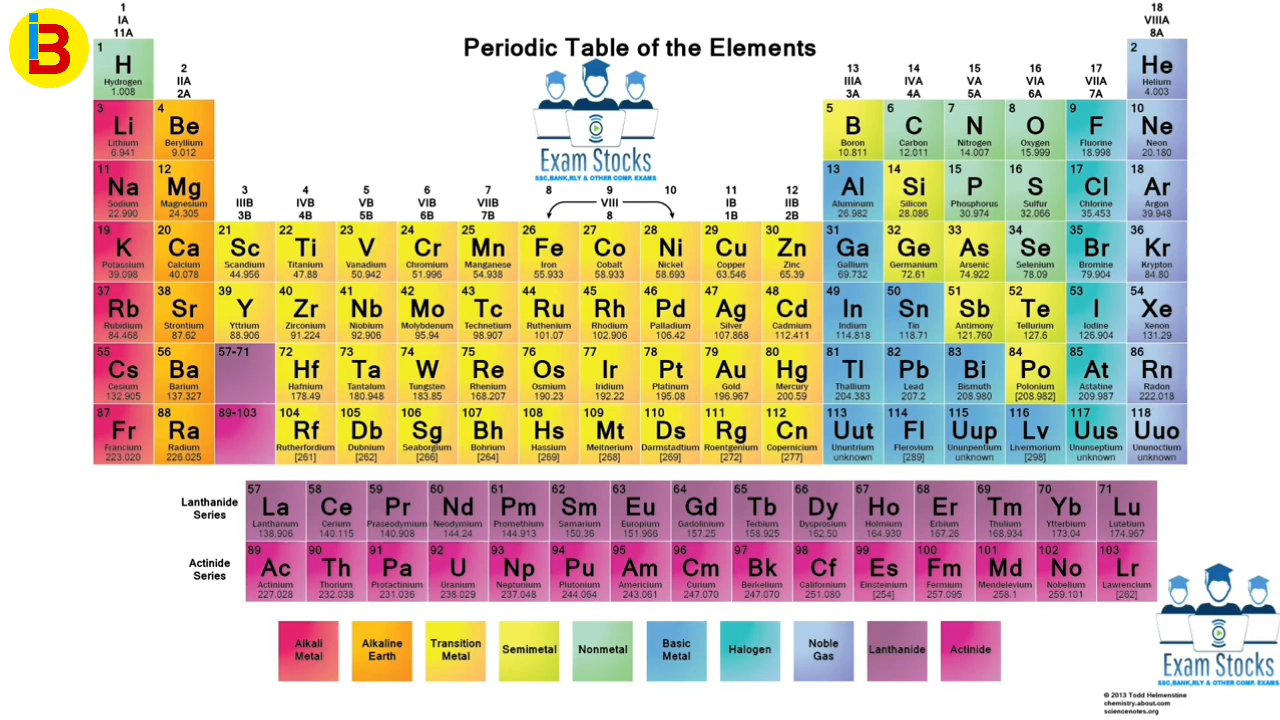 1 18
IA VIIIA
11A 8A
Periodic Table of the Elements
iB
1 2
H He
Hydrogen Helium
1.008 4.003
2 13 14 15 16 17
IIA IIIA IVA VA VIA VIIA
2A 3A 4A 5A 6A 7A
Exam Stocks
SSC,BANK,RLY & OTHER COMP. EXAMS
3 4 5 6 7 8 9 10
Li Be B C N O F Ne
Lithium Beryllium Boron Carbon Nitrogen Oxygen Fluorine Neon
6.941 9.012 10.811 12.011 14.007 15.999 18.998 20.180
11 12 13 14 15 16 17 18
Na Mg Al Si P S Cl Ar
Sodium Magnesium Aluminum Silicon Phosphorus Sulfur Chlorine Argon
22.990 24.305 26.982 28.086 30.974 32.066 35.453 39.948
3 4 5 6 7 8 9 10 11 12
IIIB IVB VB VIB VIIB VIII IB IIB
3B 4B 5B 6B 7B 8 1B 2B
19 20 21 22 23 24 25 26 27 28 29 30 31 32 33 34 35 36
K Ca Sc Ti V Cr Mn Fe Co Ni Cu Zn Ga Ge As Se Br Kr
Potassium Calcium Scandium Titanium Vanadium Chromium Manganese Iron Cobalt Nickel Copper Zinc Gallium Germanium Arsenic Selenium Bromine Krypton
39.098 40.078 44.956 47.88 50.942 51.996 54.938 55.933 58.933 58.693 63.546 65.39 69.732 72.61 74.922 78.09 79.904 84.80
37 38 39 40 41 42 43 44 45 46 47 48 49 50 51 52 53 54
Rb Sr Y Zr Nb Mo Tc Ru Rh Pd Ag Cd In Sn Sb Te I Xe
Rubidium Strontium Yttrium Zirconium Niobium Molybdenum Technetium Ruthenium Rhodium Palladium Silver Cadmium Indium Tin Antimony Tellurium Iodine Xenon
84.468 87.62 88.906 91.224 92.906 95.94 98.907 101.07 102.906 106.42 107.868 112.411 114.818 118.71 121.760 127.6 126.904 131.29
55 56 57-71 72 73 74 75 76 77 78 79 80 81 82 83 84 85 86
Cs Ba Hf Ta W Re Os Ir Pt Au Hg Tl Pb Bi Po At Rn
Cesium Barium Hafnium Tantalum Tungsten Rhenium Osmium Iridium Platinum Gold Mercury Thallium Lead Bismuth Polonium Astatine Radon
132.905 137.327 178.49 180.948 183.85 168.207 190.23 192.22 195.08 196.967 200.59 204.383 207.2 208.980 [208.982] 209.987 222.018
87 88 89-103 104 105 106 107 108 109 110 111 112 113 114 115 116 117 118
Fr Ra Rf Db Sg Bh Hs Mt Ds Rg Cn Uut Fl Uup Lv Uus Uuo
Francium Radium Rutherfordium Dubnium Seaborgium Bohrium Hassium Meitnerium Darmstadtium Roentgenium Copernicium Ununtrium Flerovium Ununpentium Livermorium Ununseptium Ununoctium
223.020 226.025 [261] [262] [266] [264] [269] [268] [269] [272] [277] unknown [289] unknown [298] unknown unknown
Lanthanide
Series
57 58 59 60 61 62 63 64 65 66 67 68 69 70 71
La Ce Pr Nd Pm Sm Eu Gd Tb Dy Ho Er Tm Yb Lu
Lanthanum Cerium Praseodymium Neodymium Promethium Samarium Europium Gadolinium Terbium Dysprosium Holmium Erbium Thulium Ytterbium Lutetium
138.906 140.115 140.908 144.24 144.913 150.36 151.966 157.25 158.925 162.50 164.930 167.26 168.934 173.04 174.967
Actinide
Series
89 90 91 92 93 94 95 96 97 98 99 100 101 102 103
Ac Th Pa U Np Pu Am Cm Bk Cf Es Fm Md No Lr
Actinium Thorium Protactinium Uranium Neptunium Plutonium Americium Curium Berkelium Californium Einsteinium Fermium Mendelevium Nobelium Lawrencium
227.028 232.038 231.036 238.029 237.048 244.064 243.061 247.070 247.070 251.080 [254] 257.095 258.1 259.101 [262]
Alkali Alkaline Transition Semimetal Nonmetal Basic Halogen Noble Lanthanide Actinide
Metal Earth Metal Metal Gas
Exam Stocks
SSC,BANK,RLY & OTHER COMP. EXAMS
© 2013 Todd Helmenstine
chemistry.about.com
sciencenotes.org